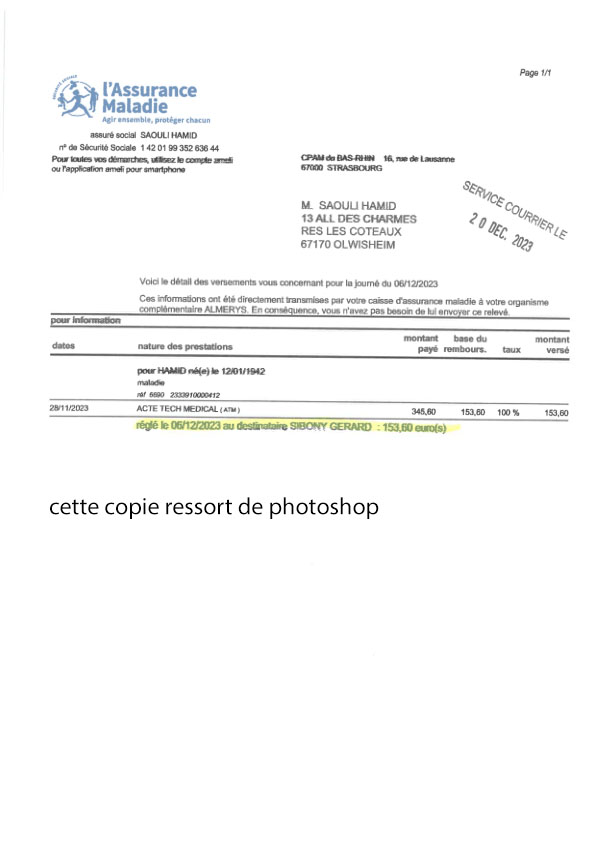 Page 1/1
l'Assurance
Maladie
Agir ensemble, protéger chacun
assuré social SAOULI HAMID
n° de Sécurité Sociale 1 42 01 99 352 636 44
Pour toutes vos démarches, utilisez le compte ameli
ou l'application ameli pour smartphone
CPAM du BAS-RHIN 16, rue de Lausanne
67000 STRASBOURG
M. SAOULI HAMID
13 ALL DES CHARMES
RES LES COTEAUX
67170 OLWISHEIM
SERVICE COURRIER LE
20 DEC. 2023
Voici le détail des versements vous concernant pour la journé du 06/12/2023
Ces informations ont été directement transmises par votre caisse d'assurance maladie à votre organisme
complémentaire ALMERYS. En conséquence, vous n'avez pas besoin de lui envoyer ce relevé.
pour information
dates nature des prestations montant payé base du rembours. taux montant versé
pour HAMID né(e) le 12/01/1942
maladie
réf 6690 2333910000412
28/11/2023 ACTE TECH MEDICAL (ATM) 345,60 153,60 100 % 153,60
réglé le 06/12/2023 au destinataire SIBONY GERARD : 153,60 euro(s)
cette copie ressort de photoshop